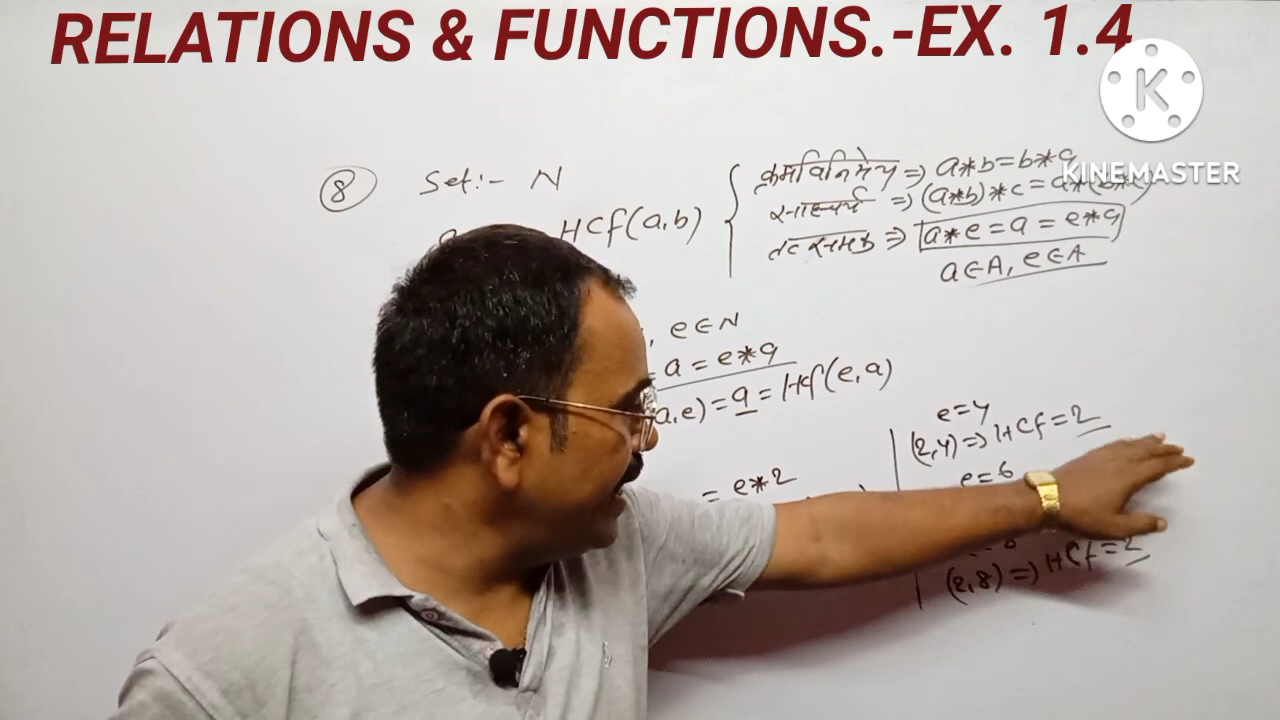 RELATIONS & FUNCTIONS.-EX. 1.4
K
KINEMASTER
⑧ Set:- N
HCf(a,b)
क्रमविनिमेय => a*b=b*a
साहचर्य => (a*b)*c=a*(b*c)
तत्समक => a*e=a=e*a
a∈A, e∈A
, e∈N
a=e*a
a,e)=a=Hcf(e,a)
= e*2
e=4
(2,4)=>HCf=2
e=6
(2,8)=>HCf=2